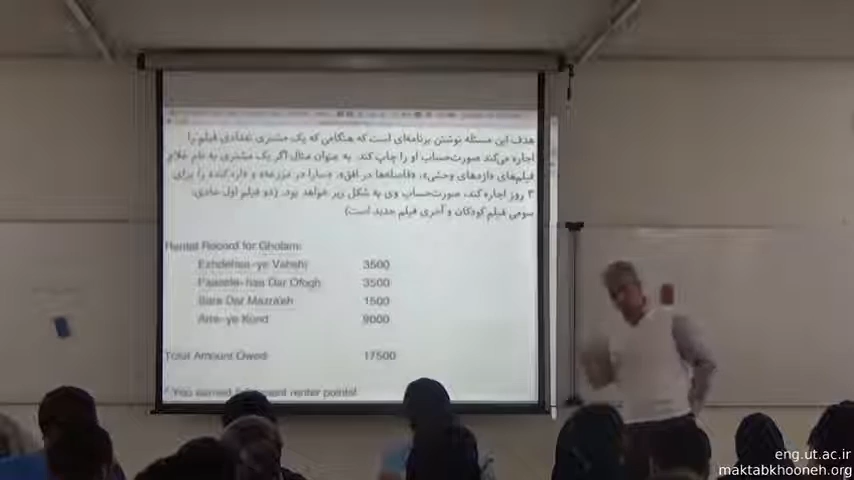 هدف این مسئله نوشتن برنامه‌ای است که هنگامی که یک مشتری تعدادی فیلم را
اجاره می‌کند صورت‌حساب او را چاپ کند. به عنوان مثال اگر یک مشتری به نام غلام
فیلم‌های «اژدهای وحشی»، «فاصله‌ها در افق»، «سارا در مزرعه» و «اره کند» را برای
۳ روز اجاره کند، صورت‌حساب وی به شکل زیر خواهد بود. (دو فیلم اول عادی،
سومی فیلم کودکان و آخری فیلم جدید است)
Rental Record for Gholam:
Ezhdehaa-ye Vahshi 3500
Faasele-haa Dar Ofogh 3500
Sara Dar Mazra'eh 1500
Arre-ye Kond 9000
Total Amount Owed: 17500
You earned renter points!
eng.ut.ac.ir
maktabkhooneh.org